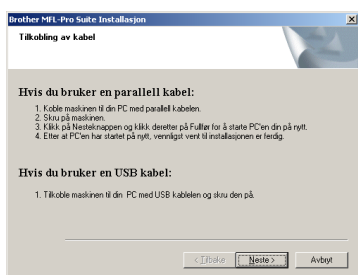 Brother MFL-Pro Suite Installasjon
Tilkobling av kabel
Hvis du bruker en parallell kabel:
1. Koble maskinen til din PC med parallell kabelen.
2. Skru på maskinen.
3. Klikk på Nesteknappen og klikk deretter på Fullfør for å starte PC'en din på nytt.
4. Etter at PC'en har startet på nytt, vennligst vent til installasjonen er ferdig.
Hvis du bruker en USB kabel:
1. Tilkoble maskinen til din PC med USB kablelen og skru den på.
< Tilbake Neste > Avbryt